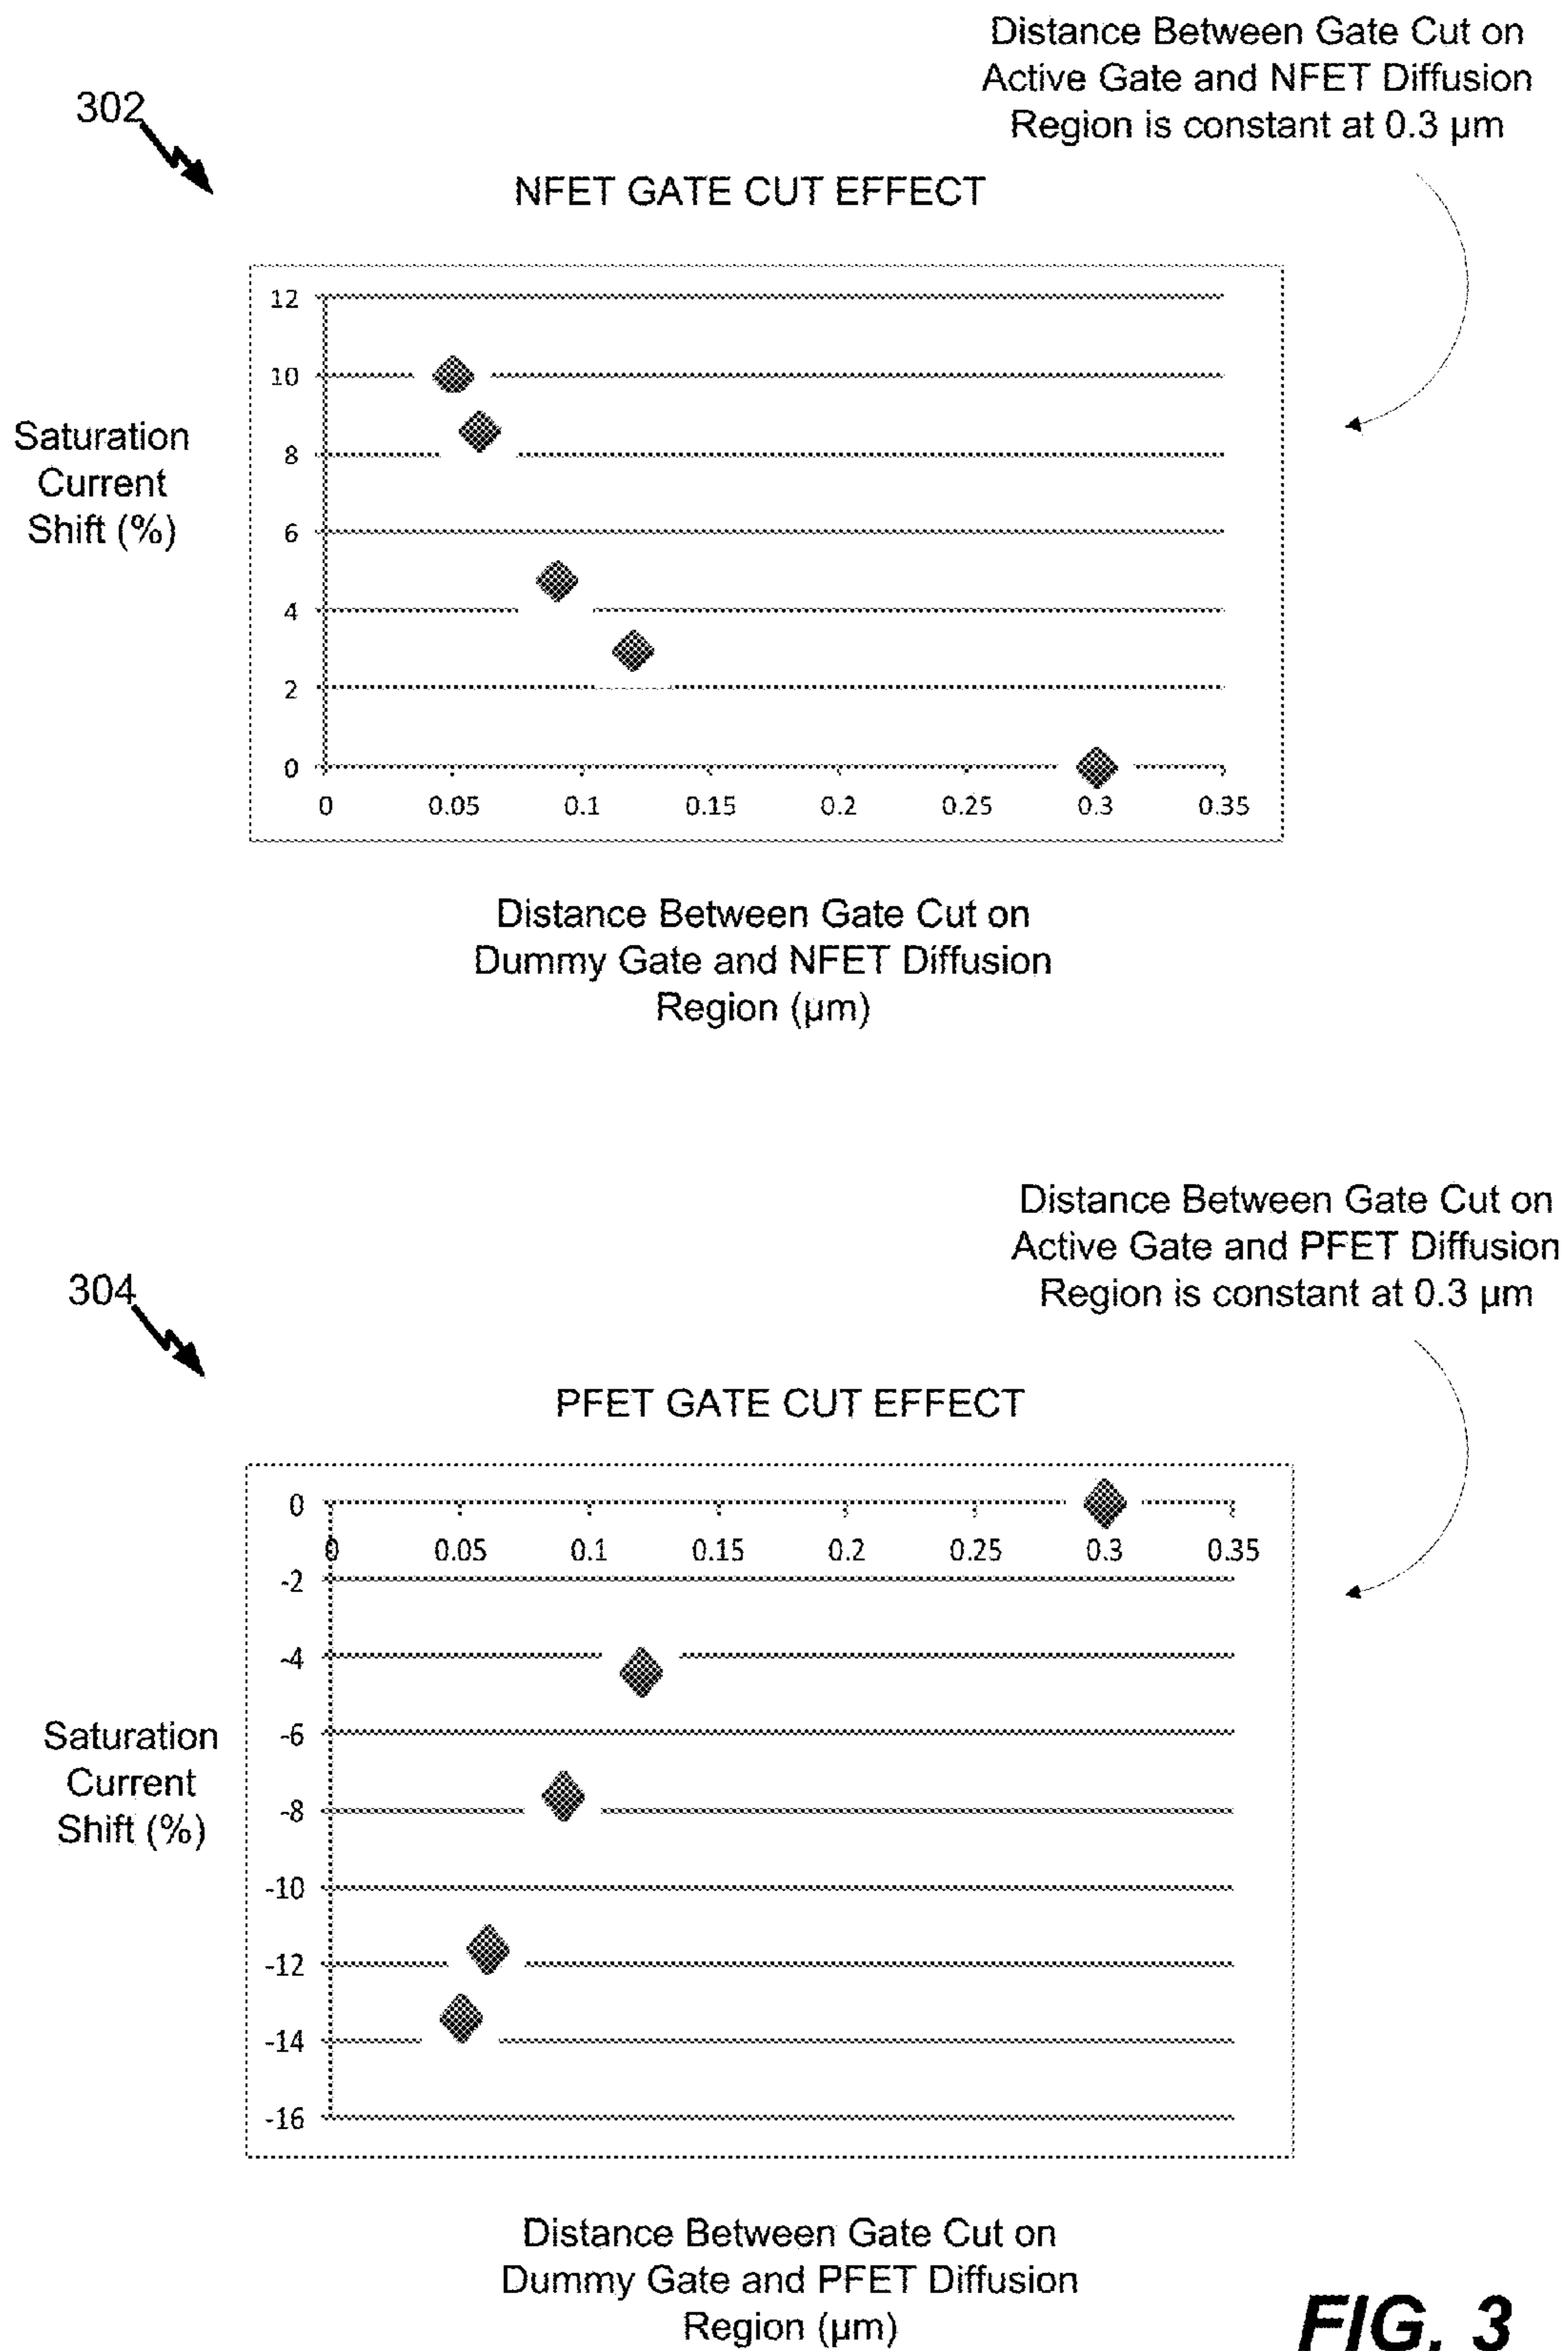 Distance Between Gate Cut on
Active Gate and NFET Diffusion
Region is constant at 0.3 µm
302
NFET GATE CUT EFFECT
Saturation
Current
Shift (%)
12
10
8
6
4
2
0
0 0.05 0.1 0.15 0.2 0.25 0.3 0.35
Distance Between Gate Cut on
Dummy Gate and NFET Diffusion
Region (µm)
Distance Between Gate Cut on
Active Gate and PFET Diffusion
Region is constant at 0.3 µm
304
PFET GATE CUT EFFECT
Saturation
Current
Shift (%)
0
0 0.05 0.1 0.15 0.2 0.25 0.3 0.35
-2
-4
-6
-8
-10
-12
-14
-16
Distance Between Gate Cut on
Dummy Gate and PFET Diffusion
Region (µm)
FIG. 3